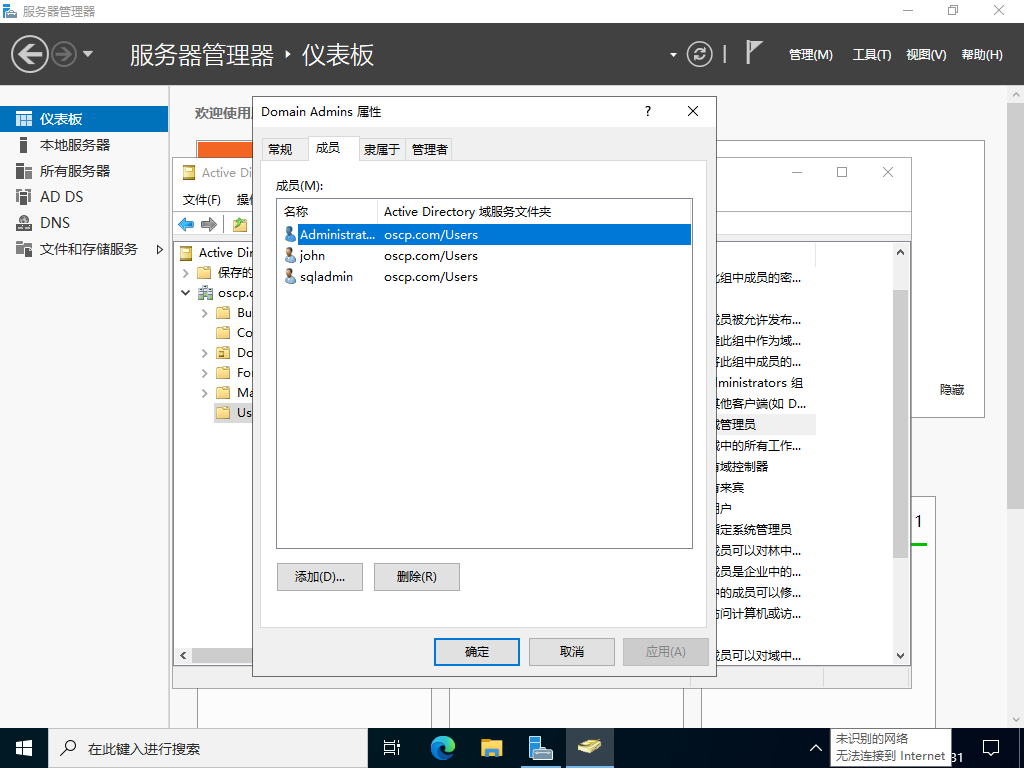 服务器管理器
服务器管理器 仪表板
管理(M) 工具(T) 视图(V) 帮助(H)
仪表板
本地服务器
所有服务器
AD DS
DNS
文件和存储服务
欢迎使用
隐藏
1
Active Di
文件(F)
Active Dir
保存的
oscp.c
Bu
Co
Do
For
Ma
Us
此组中成员的密...
成员被允许发布...
此组中作为域...
此组中成员的...
ministrators 组
其他客户端(如 D...
管理员
域中的所有工作...
域控制器
来宾
用户
指定系统管理员
成员可以对林中...
成员是企业中的...
中的成员可以修...
访问计算机或访...
成员可以对域中...
Domain Admins 属性
常规 成员 隶属于 管理者
成员(M):
名称 Active Directory 域服务文件夹
Administrat... oscp.com/Users
john oscp.com/Users
sqladmin oscp.com/Users
添加(D)... 删除(R)
确定 取消 应用(A)
在此键入进行搜索
未识别的网络
无法连接到 Internet
31